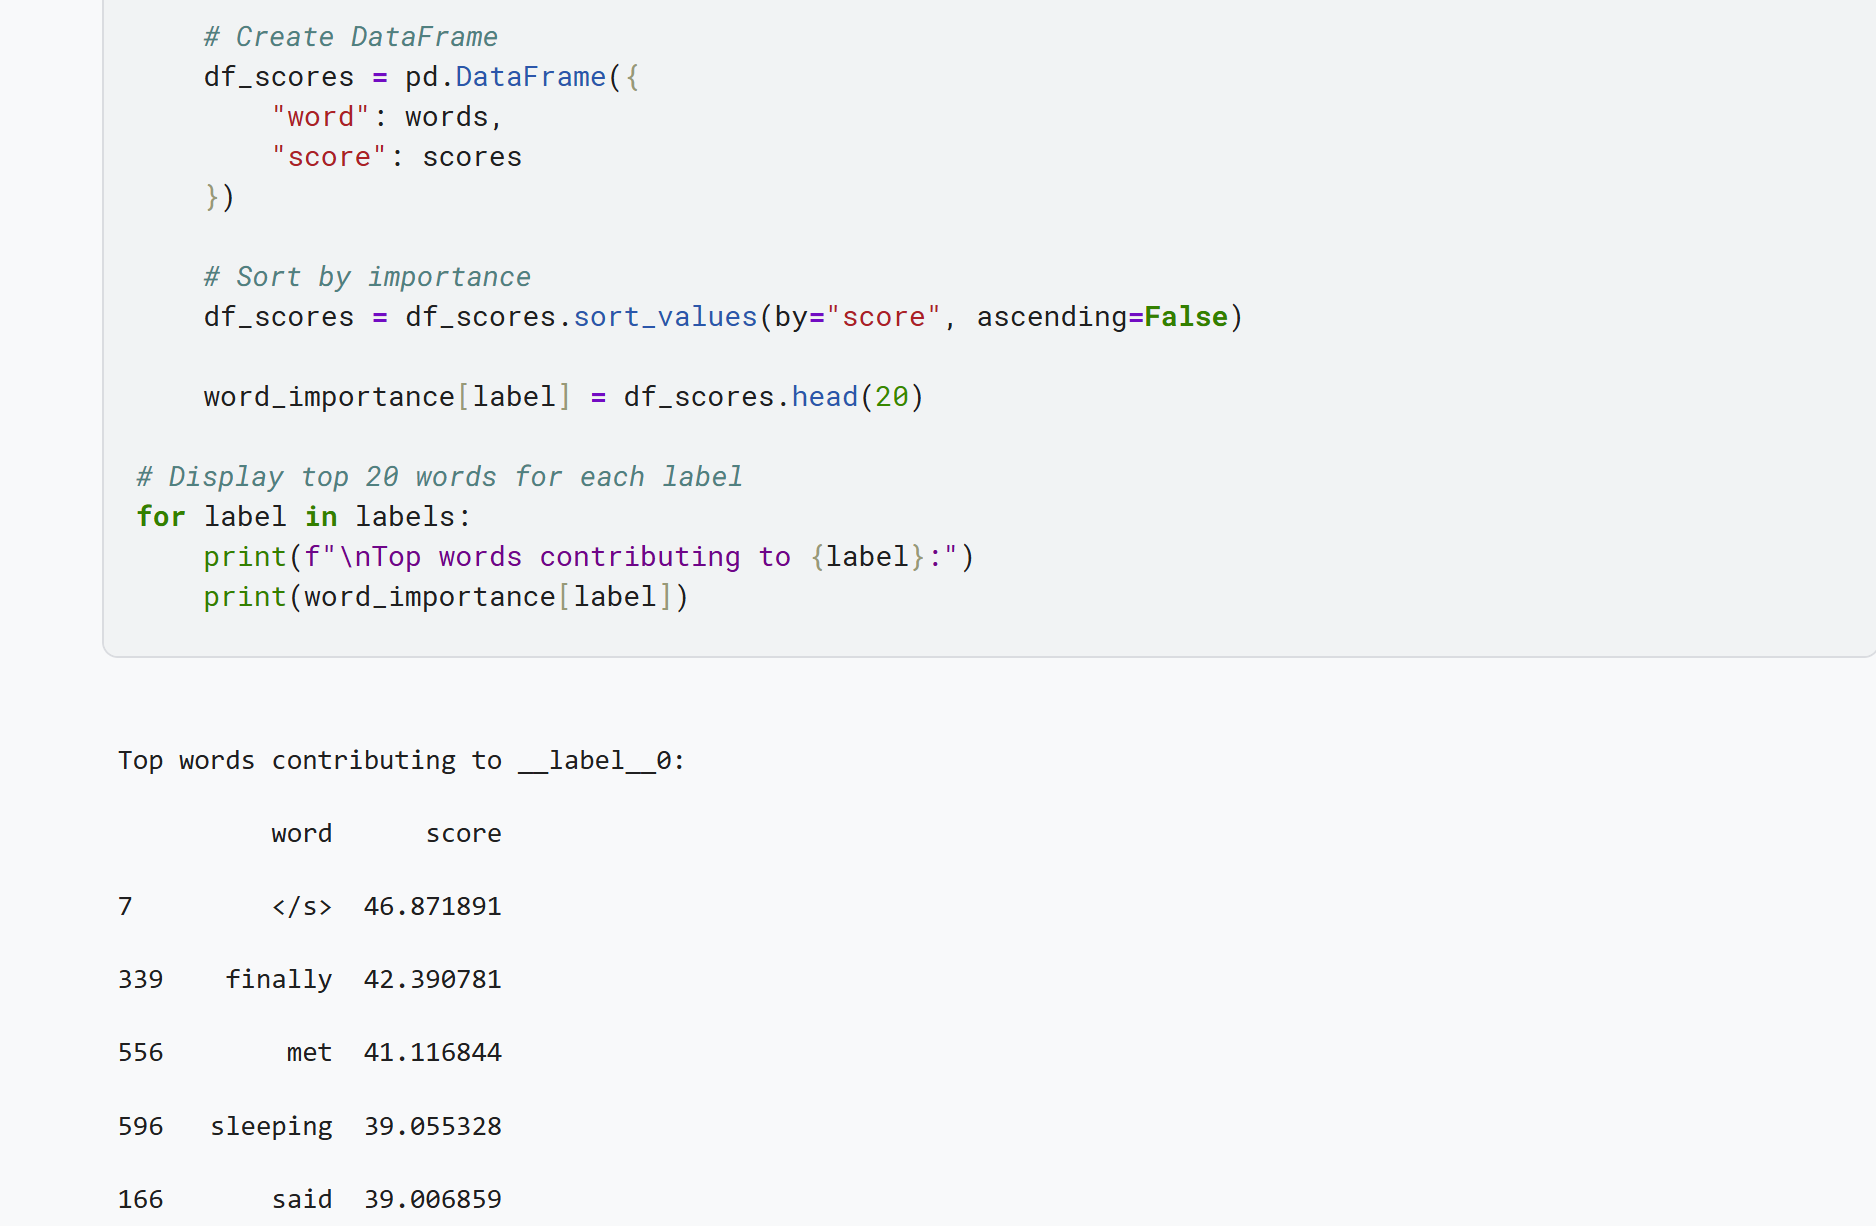 # Create DataFrame
df_scores = pd.DataFrame({
"word": words,
"score": scores
})
# Sort by importance
df_scores = df_scores.sort_values(by="score", ascending=False)
word_importance[label] = df_scores.head(20)
# Display top 20 words for each label
for label in labels:
print(f"\nTop words contributing to {label}:")
print(word_importance[label])
Top words contributing to __label__0:
word score
7 </s> 46.871891
339 finally 42.390781
556 met 41.116844
596 sleeping 39.055328
166 said 39.006859